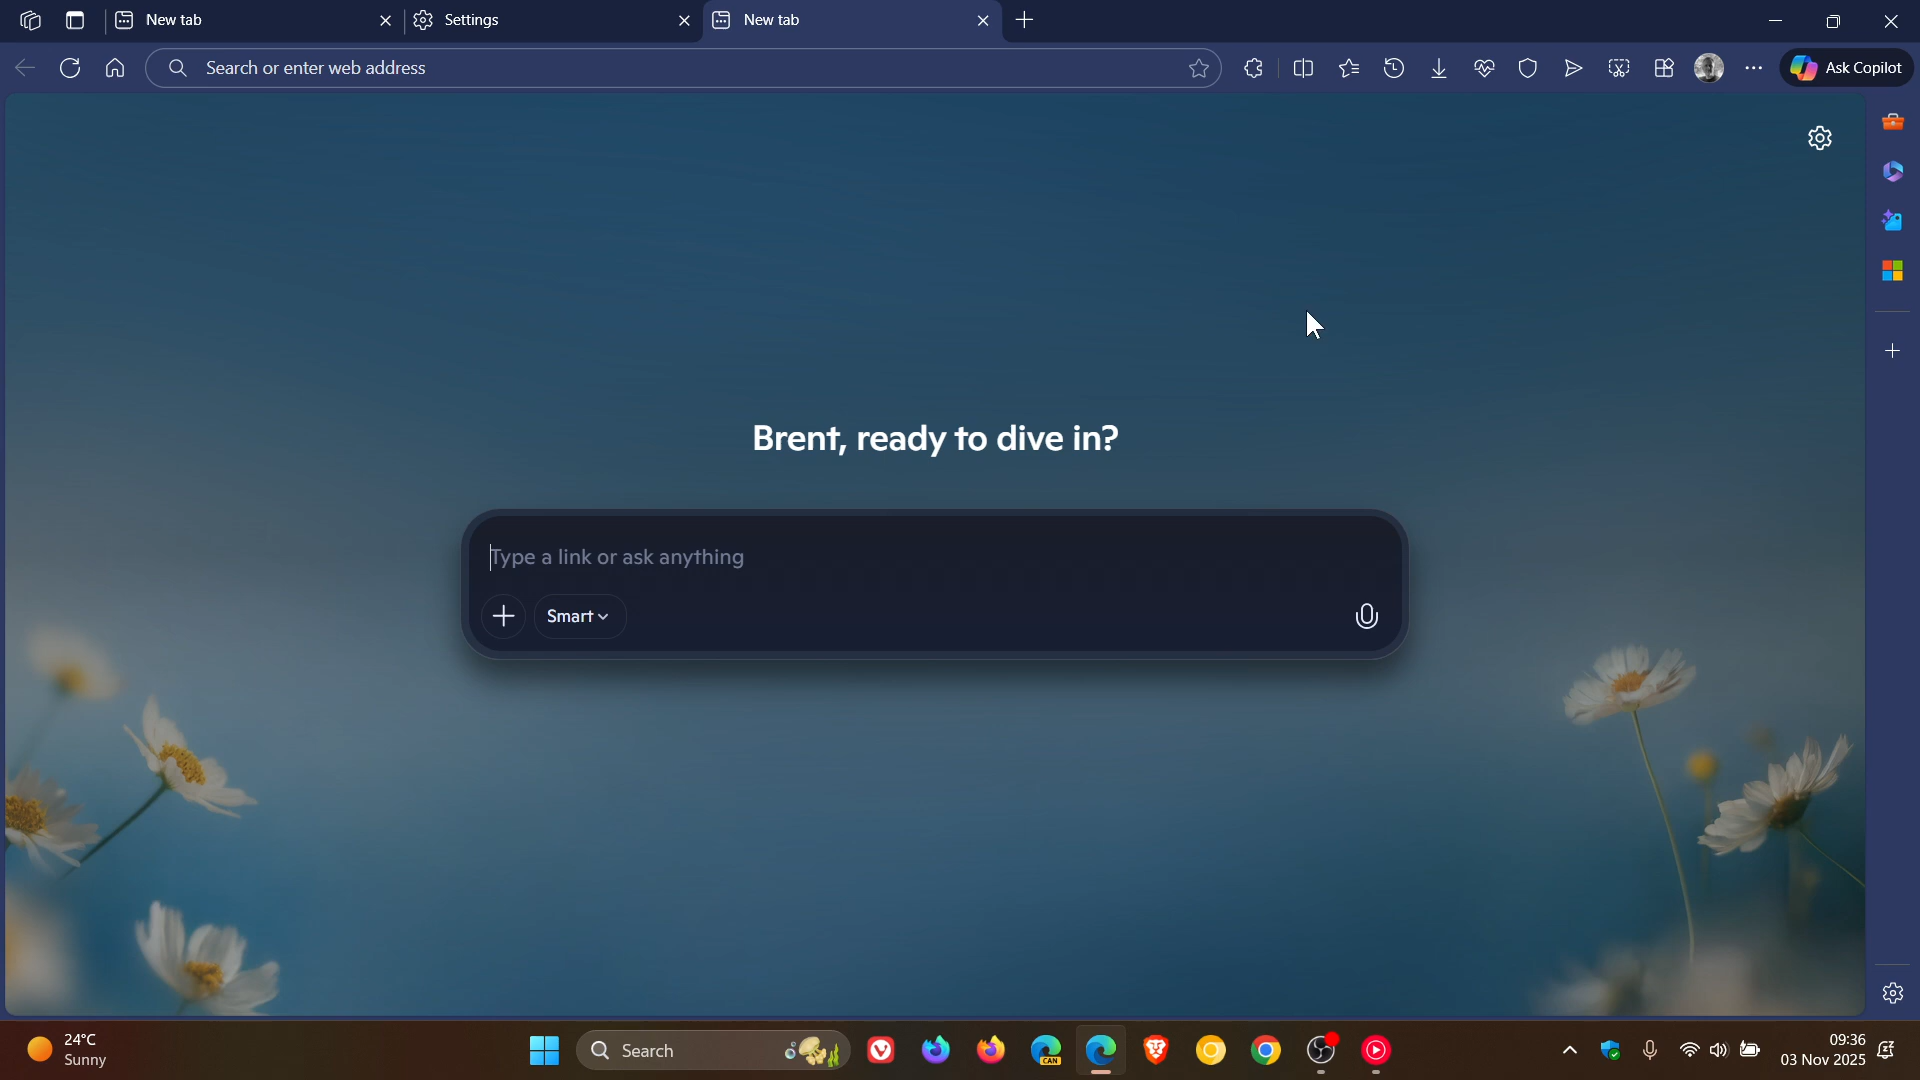 New tab
Settings
New tab
Search or enter web address
Ask Copilot
Brent, ready to dive in?
Type a link or ask anything
Smart
24°C
Sunny
Search
CAN
09:36
03 Nov 2025